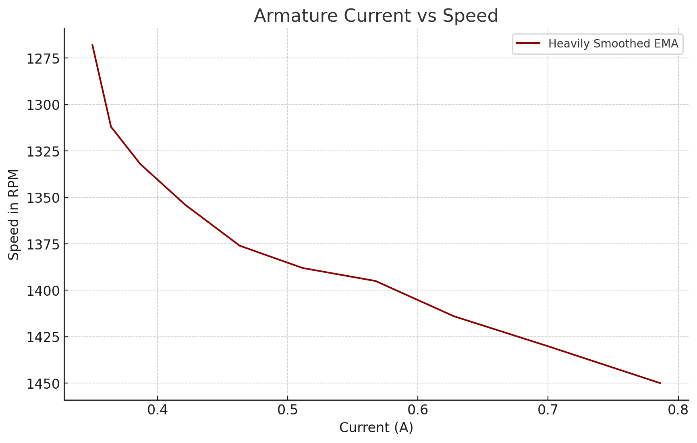 Armature Current vs Speed
Heavily Smoothed EMA
Speed in RPM
1275
1300
1325
1350
1375
1400
1425
1450
0.4 0.5 0.6 0.7 0.8
Current (A)